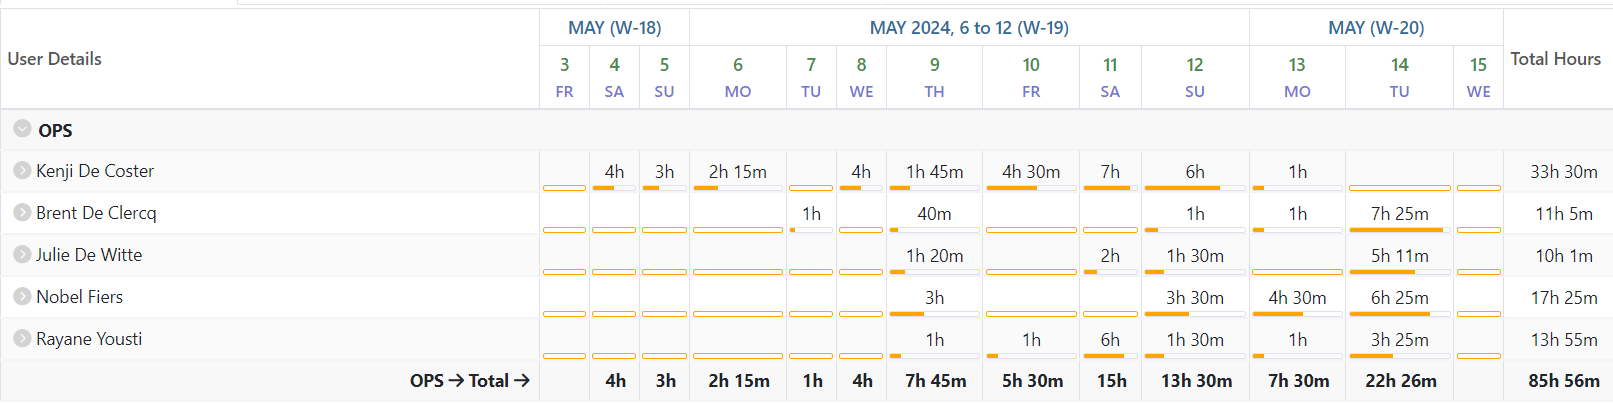 MAY (W-18) MAY 2024, 6 to 12 (W-19) MAY (W-20)
User Details Total Hours
3 4 5 6 7 8 9 10 11 12 13 14 15
FR SA SU MO TU WE TH FR SA SU MO TU WE
OPS
Kenji De Coster 4h 3h 2h 15m 4h 1h 45m 4h 30m 7h 6h 1h 33h 30m
Brent De Clercq 1h 40m 1h 1h 7h 25m 11h 5m
Julie De Witte 1h 20m 2h 1h 30m 5h 11m 10h 1m
Nobel Fiers 3h 3h 30m 4h 30m 6h 25m 17h 25m
Rayane Yousti 1h 1h 6h 1h 30m 1h 3h 25m 13h 55m
OPS → Total → 4h 3h 2h 15m 1h 4h 7h 45m 5h 30m 15h 13h 30m 7h 30m 22h 26m 85h 56m